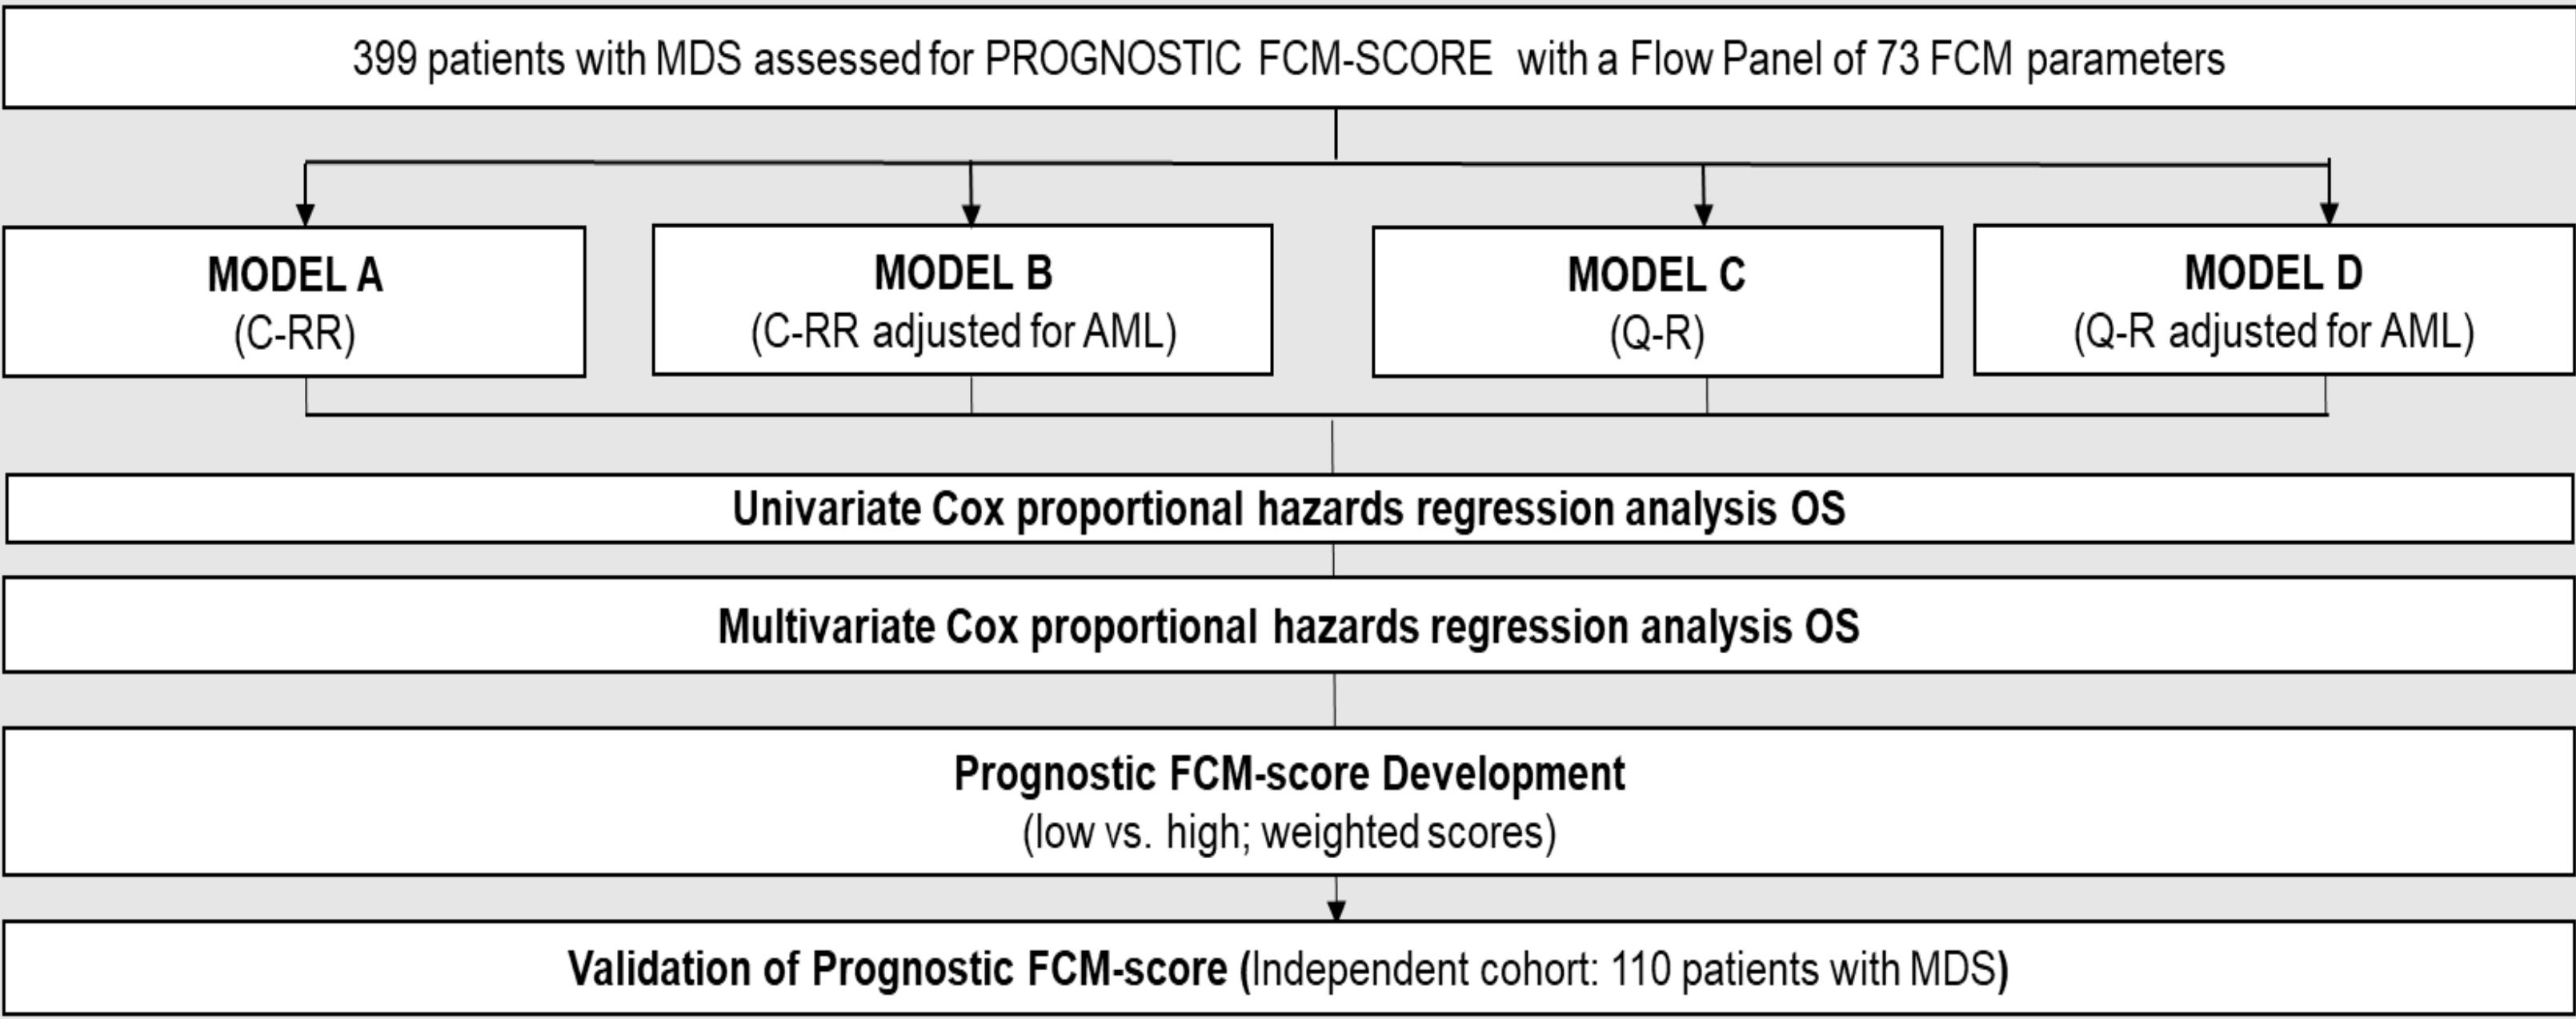 399 patients with MDS assessed for PROGNOSTIC FCM-SCORE with a Flow Panel of 73 FCM parameters
MODEL A
(C-RR)
MODEL B
(C-RR adjusted for AML)
MODEL C
(Q-R)
MODEL D
(Q-R adjusted for AML)
Univariate Cox proportional hazards regression analysis OS
Multivariate Cox proportional hazards regression analysis OS
Prognostic FCM-score Development
(low vs. high; weighted scores)
Validation of Prognostic FCM-score (Independent cohort: 110 patients with MDS)